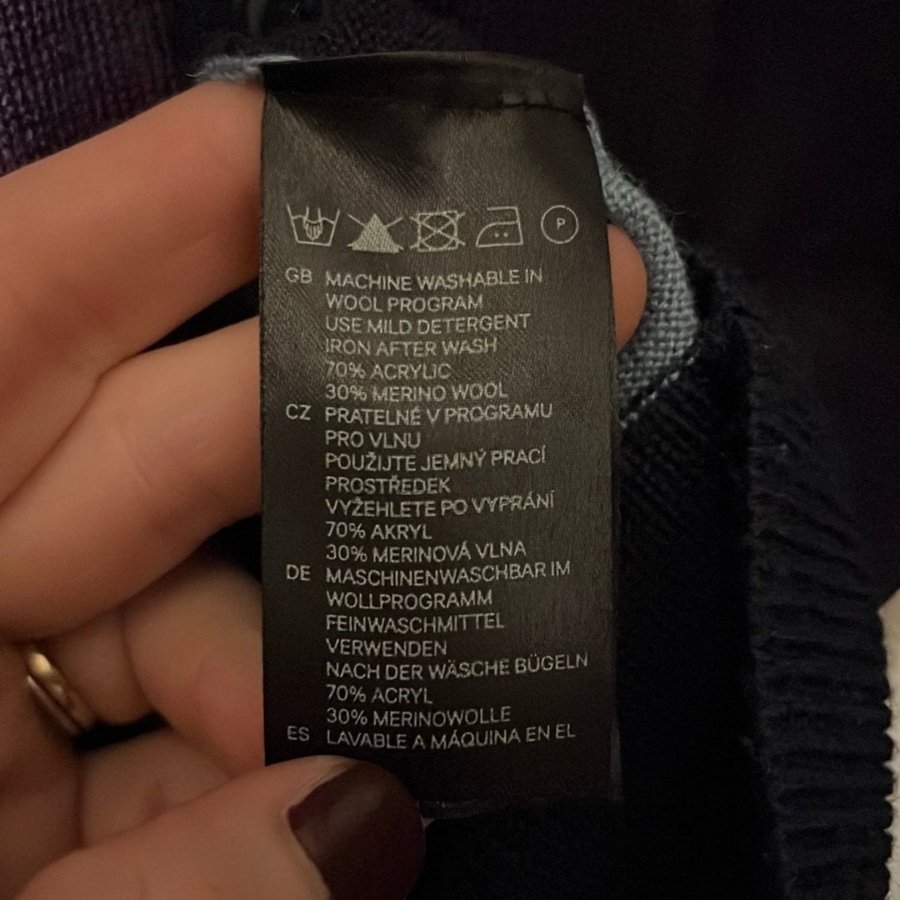 P
GB MACHINE WASHABLE IN
WOOL PROGRAM
USE MILD DETERGENT
IRON AFTER WASH
70% ACRYLIC
30% MERINO WOOL
CZ PRATELNÉ V PROGRAMU
PRO VLNU
POUŽIJTE JEMNÝ PRACÍ
PROSTŘEDEK
VYŽEHLETE PO VYPRÁNÍ
70% AKRYL
30% MERINOVÁ VLNA
DE MASCHINENWASCHBAR IM
WOLLPROGRAMM
FEINWASCHMITTEL
VERWENDEN
NACH DER WÄSCHE BÜGELN
70% ACRYL
30% MERINOWOLLE
ES LAVABLE A MÁQUINA EN EL